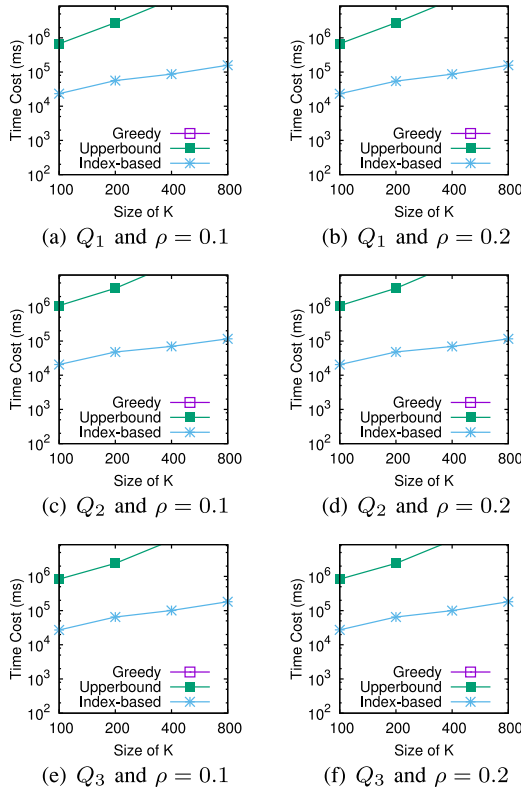 Time Cost (ms)
10^6
10^5
10^4
10^3
10^2
Greedy
Upperbound
Index-based
100 200 400 800
Size of K
(a) Q_1 and ρ = 0.1
Time Cost (ms)
10^6
10^5
10^4
10^3
10^2
Greedy
Upperbound
Index-based
100 200 400 800
Size of K
(b) Q_1 and ρ = 0.2
Time Cost (ms)
10^6
10^5
10^4
10^3
10^2
Greedy
Upperbound
Index-based
100 200 400 800
Size of K
(c) Q_2 and ρ = 0.1
Time Cost (ms)
10^6
10^5
10^4
10^3
10^2
Greedy
Upperbound
Index-based
100 200 400 800
Size of K
(d) Q_2 and ρ = 0.2
Time Cost (ms)
10^6
10^5
10^4
10^3
10^2
Greedy
Upperbound
Index-based
100 200 400 800
Size of K
(e) Q_3 and ρ = 0.1
Time Cost (ms)
10^6
10^5
10^4
10^3
10^2
Greedy
Upperbound
Index-based
100 200 400 800
Size of K
(f) Q_3 and ρ = 0.2